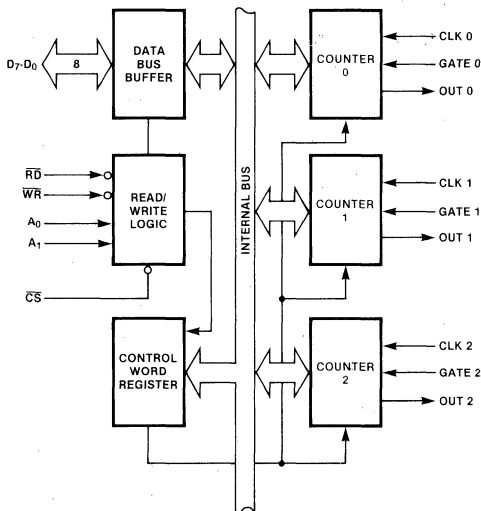 D7-D0
8
DATA
BUS
BUFFER
RD
WR
A0
A1
CS
READ/
WRITE
LOGIC
CONTROL
WORD
REGISTER
INTERNAL BUS
COUNTER
0
CLK 0
GATE 0
OUT 0
COUNTER
1
CLK 1
GATE 1
OUT 1
COUNTER
2
CLK 2
GATE 2
OUT 2